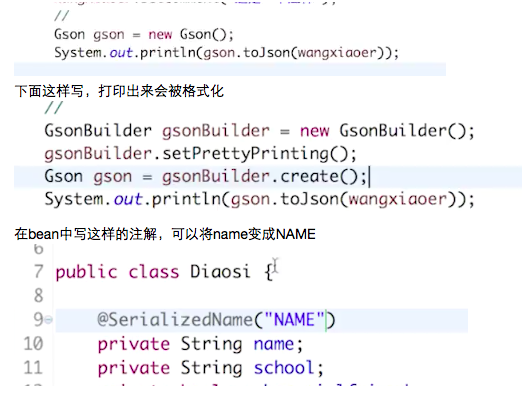 //
Gson gson = new Gson();
System.out.println(gson.toJson(wangxiaoer));
下面这样写，打印出来会被格式化
//
GsonBuilder gsonBuilder = new GsonBuilder();
gsonBuilder.setPrettyPrinting();
Gson gson = gsonBuilder.create();
System.out.println(gson.toJson(wangxiaoer));
在bean中写这样的注解，可以将name变成NAME
6
7 public class Diaosi {
8
9 @SerializedName("NAME")
10 private String name;
11 private String school;